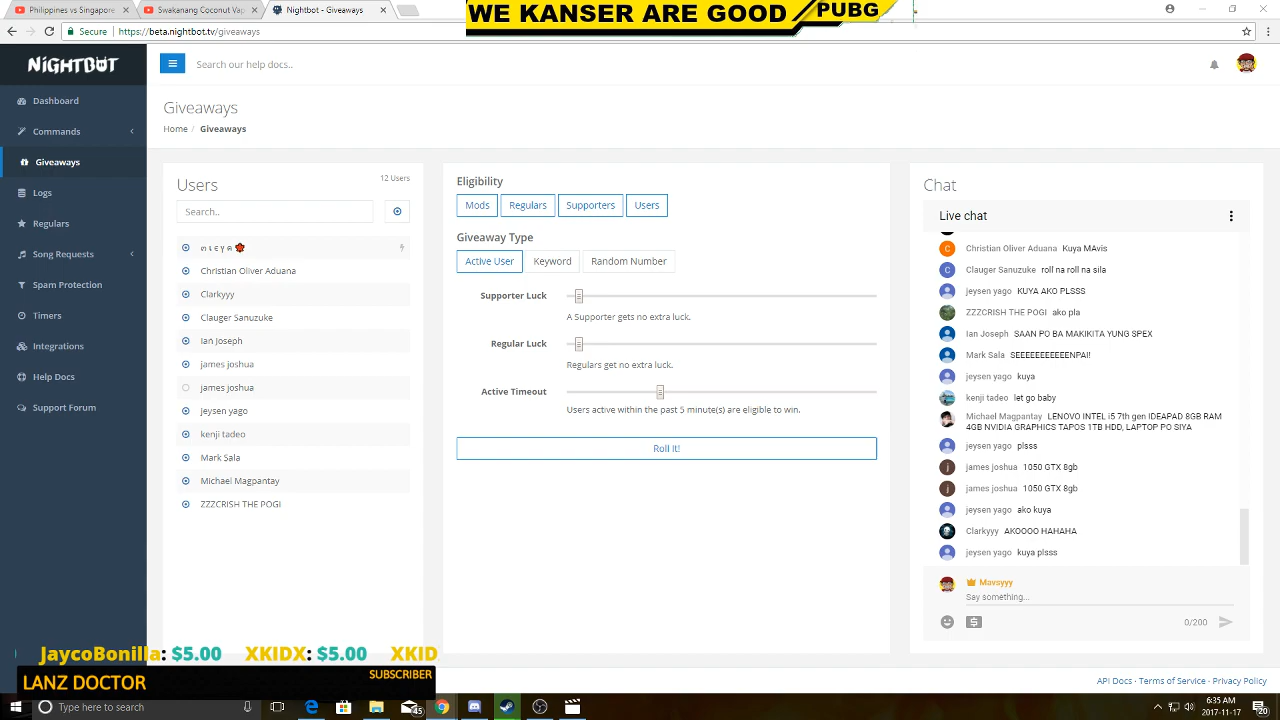 WE KANSER ARE GOOD
PUBG
Philippines vs S
Swckanong Catyon
Nightbot - Giveaways
Secure
https://beta.nightbot.tv/giveaways
NiGHTBOT
Search our help docs..
Dashboard
Commands
Giveaways
Logs
Regulars
Song Requests
Spam Protection
Timers
Integrations
Help Docs
Support Forum
Giveaways
Home / Giveaways
Users
12 Users
Search..
Christian Oliver Aduana
Clarkyyy
Clauger Sanuzuke
Ian Joseph
james joshua
james joshua
jeysen yago
kenji tadeo
Mark Sala
Michael Magpantay
ZZZCRISH THE POGI
Eligibility
Mods
Regulars
Supporters
Users
Giveaway Type
Active User
Keyword
Random Number
Supporter Luck
A Supporter gets no extra luck.
Regular Luck
Regulars get no extra luck.
Active Timeout
Users active within the past 5 minute(s) are eligible to win.
Roll It!
Chat
Live chat
Christian Oliver Aduana Kuya MAvis
Clauger Sanuzuke roll na roll na sila
jeysen yago KUYA AKO PLSSS
ZZZCRISH THE POGI ako pla
Ian Joseph SAAN PO BA MAKIKITA YUNG SPEX
Mark Sala SEEEEEEEEEEENPAI!
jeysen yago kuya
kenji tadeo let go baby
Michael Magpantay LENOVO INTEL i5 7th gen IDEAPAD 8GB RAM
4GB NVIDIA GRAPHICS TAPOS 1TB HDD, LAPTOP PO SIYA
jeysen yago plsss
james joshua 1050 GTX 8gb
james joshua 1050 GTX 8gb
jeysen yago ako kuya
Clarkyyy AKOOOO HAHAHA
jeysen yago kuya plsss
Mavsyyy
Say something...
0/200
API Docs · Terms of Service · Privacy Policy
JaycoBonilla: $5.00 XKIDX: $5.00 XKID
LANZ DOCTOR
SUBSCRIBER
Type here to search
45
6:35 AM
2017-11-17